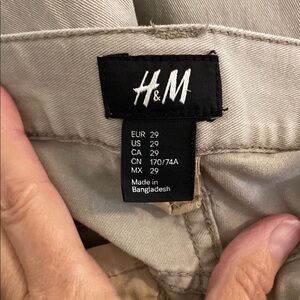 H&M
EUR 29
US 29
CA 29
CN 170/74A
MX 29
Made in
Bangladesh